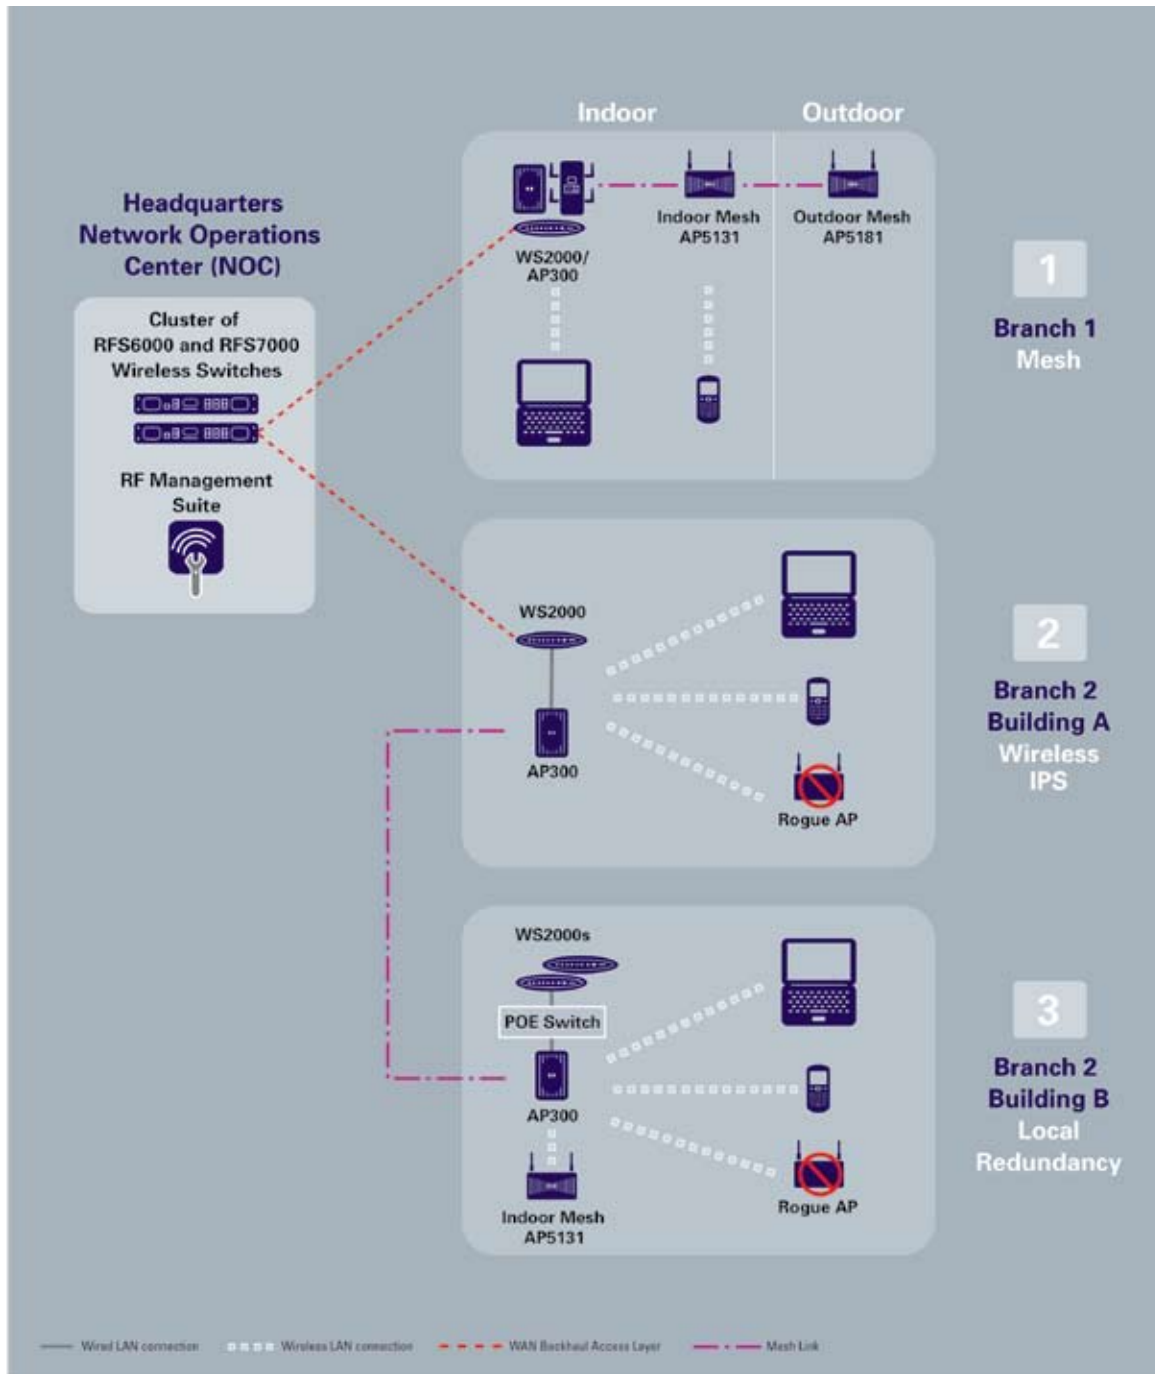 Indoor
Outdoor
Headquarters
Network Operations
Center (NOC)
Cluster of
RFS6000 and RFS7000
Wireless Switches
RF Management
Suite
WS2000/
AP300
Indoor Mesh
AP5131
Outdoor Mesh
AP5181
1
Branch 1
Mesh
WS2000
AP300
Rogue AP
2
Branch 2
Building A
Wireless
IPS
WS2000s
POE Switch
AP300
Indoor Mesh
AP5131
Rogue AP
3
Branch 2
Building B
Local
Redundancy
Wired LAN connection
Wireless LAN connection
WAN Backhaul Access Layer
Mesh Link